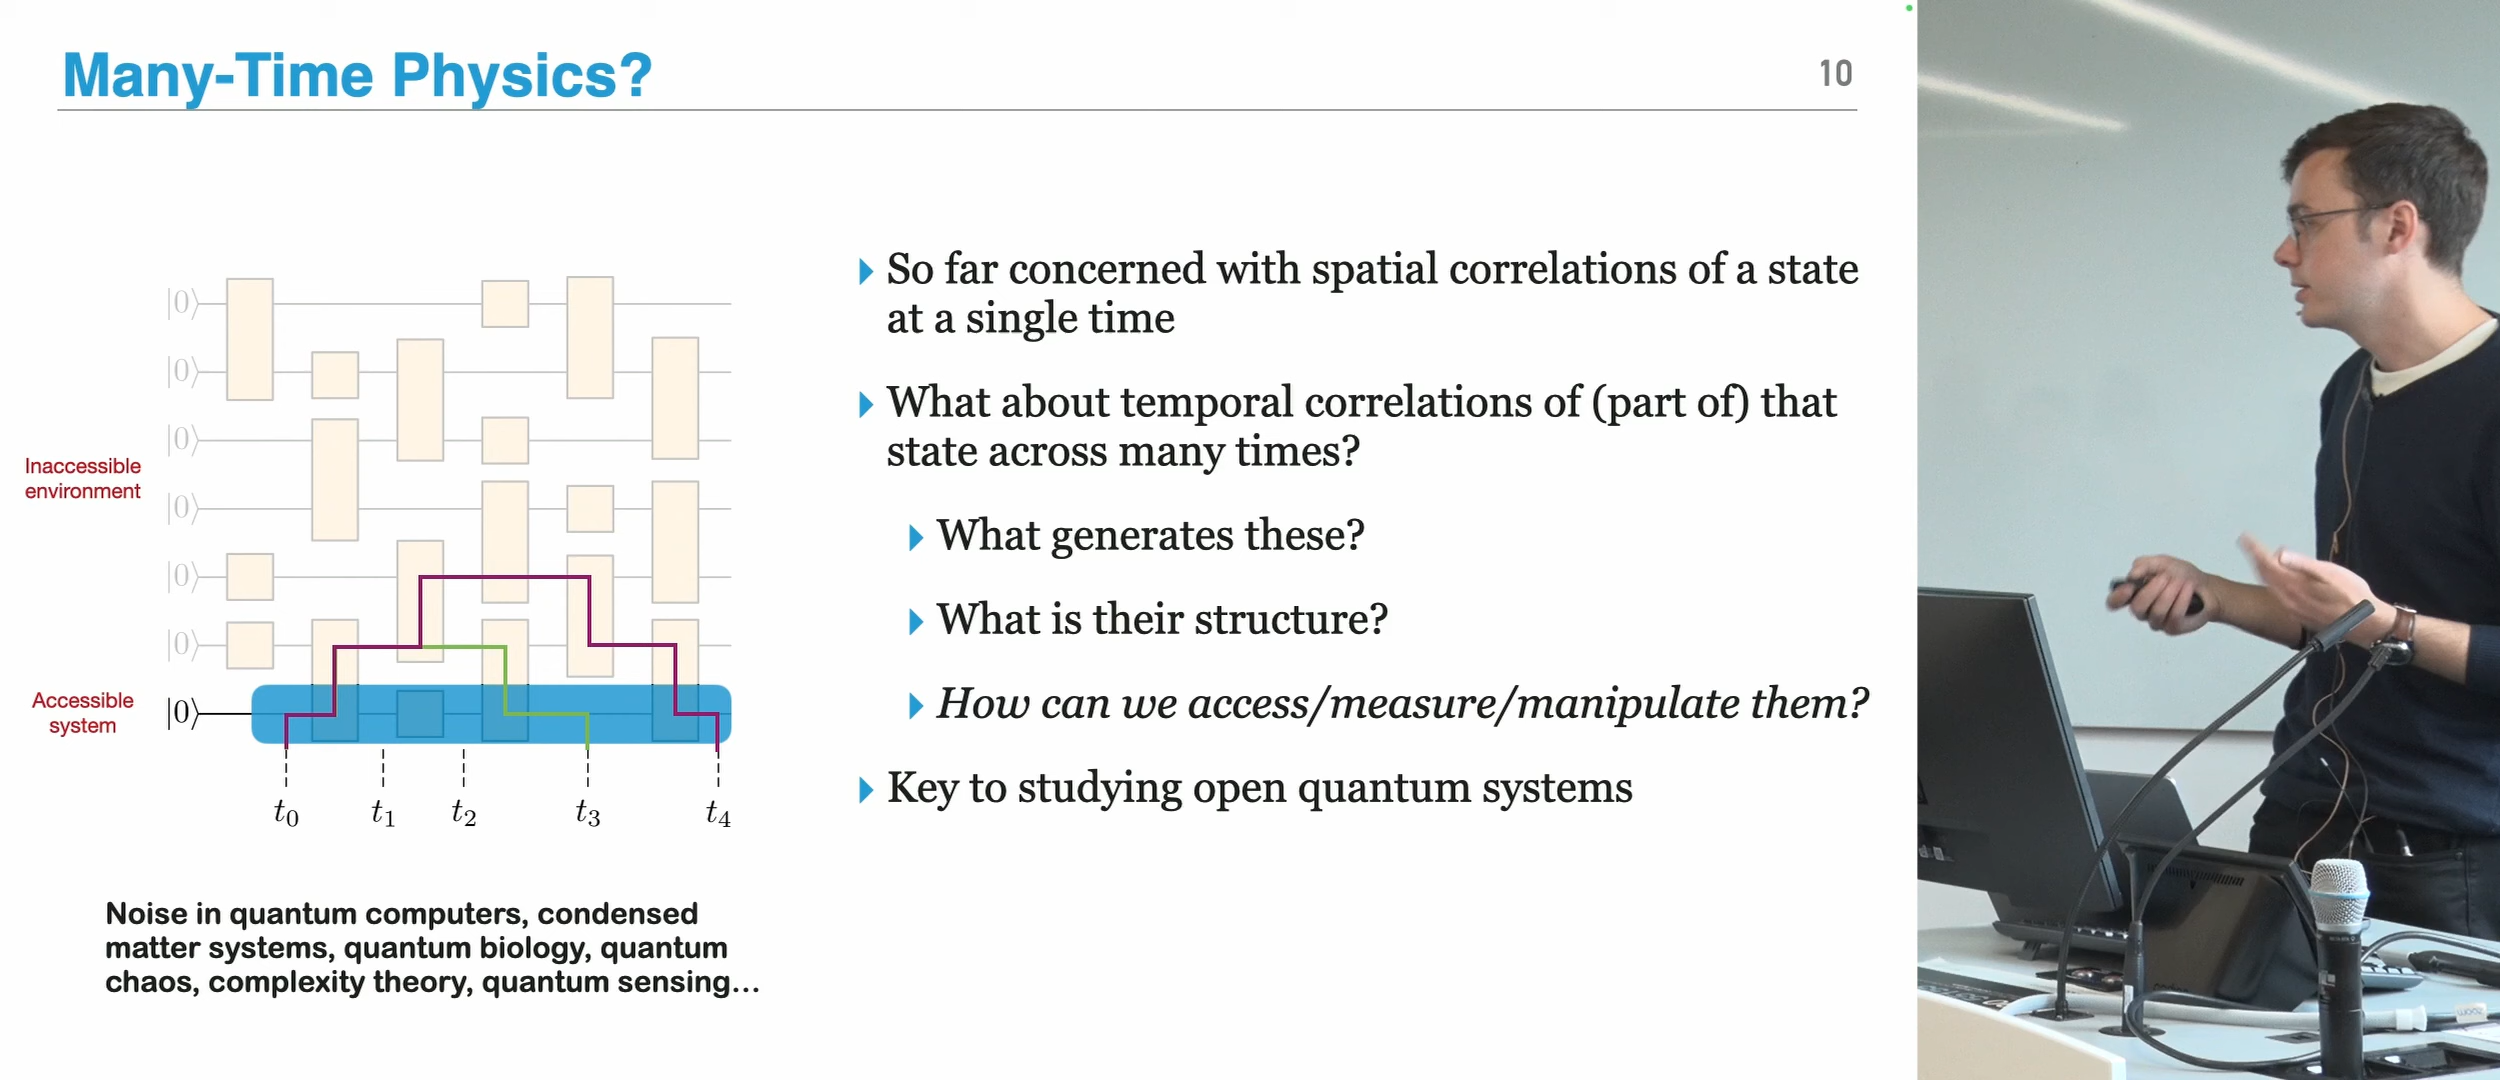 Many-Time Physics?
10
|0⟩
|0⟩
|0⟩
|0⟩
|0⟩
|0⟩
|0⟩
Inaccessible
environment
Accessible
system
t0
t1
t2
t3
t4
Noise in quantum computers, condensed
matter systems, quantum biology, quantum
chaos, complexity theory, quantum sensing...
So far concerned with spatial correlations of a state
at a single time
What about temporal correlations of (part of) that
state across many times?
What generates these?
What is their structure?
How can we access/measure/manipulate them?
Key to studying open quantum systems
zoom